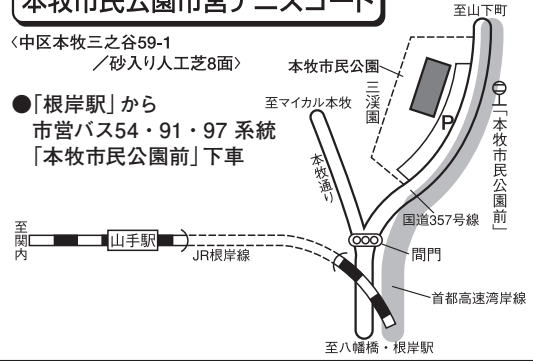 本牧市民公園市営テニスコート
〈中区本牧三之谷59-1
／砂入り人工芝8面〉
●「根岸駅」から
市営バス54・91・97 系統
「本牧市民公園前」下車
至山下町
本牧市民公園
三渓園
至マイカル本牧
P
「本牧市民公園前」
本牧通り
国道357号線
至関内
山手駅
JR根岸線
間門
首都高速湾岸線
至八幡橋・根岸駅